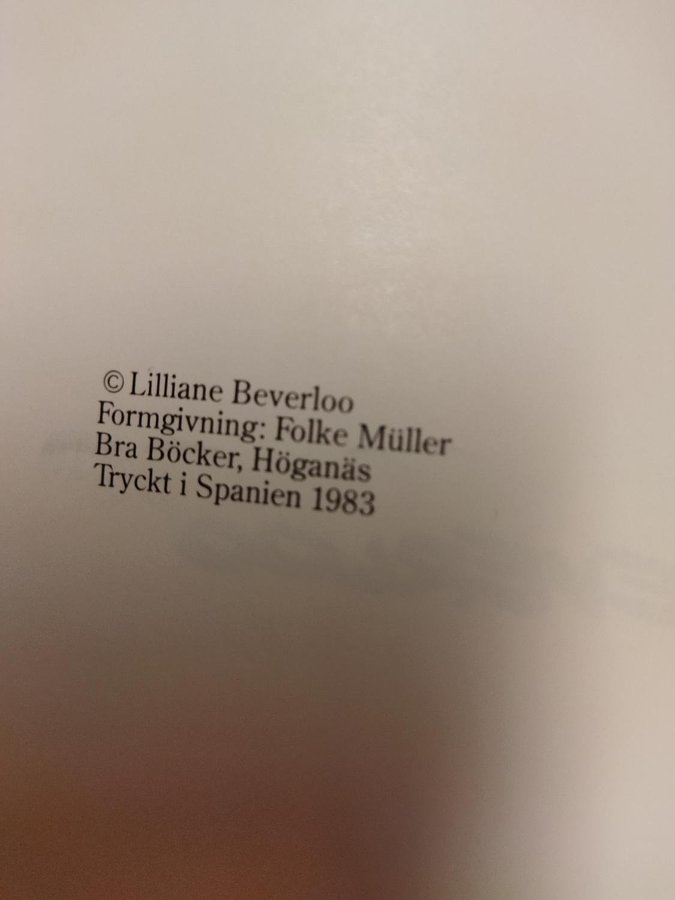 © Lilliane Beverloo
Formgivning: Folke Müller
Bra Böcker, Höganäs
Tryckt i Spanien 1983